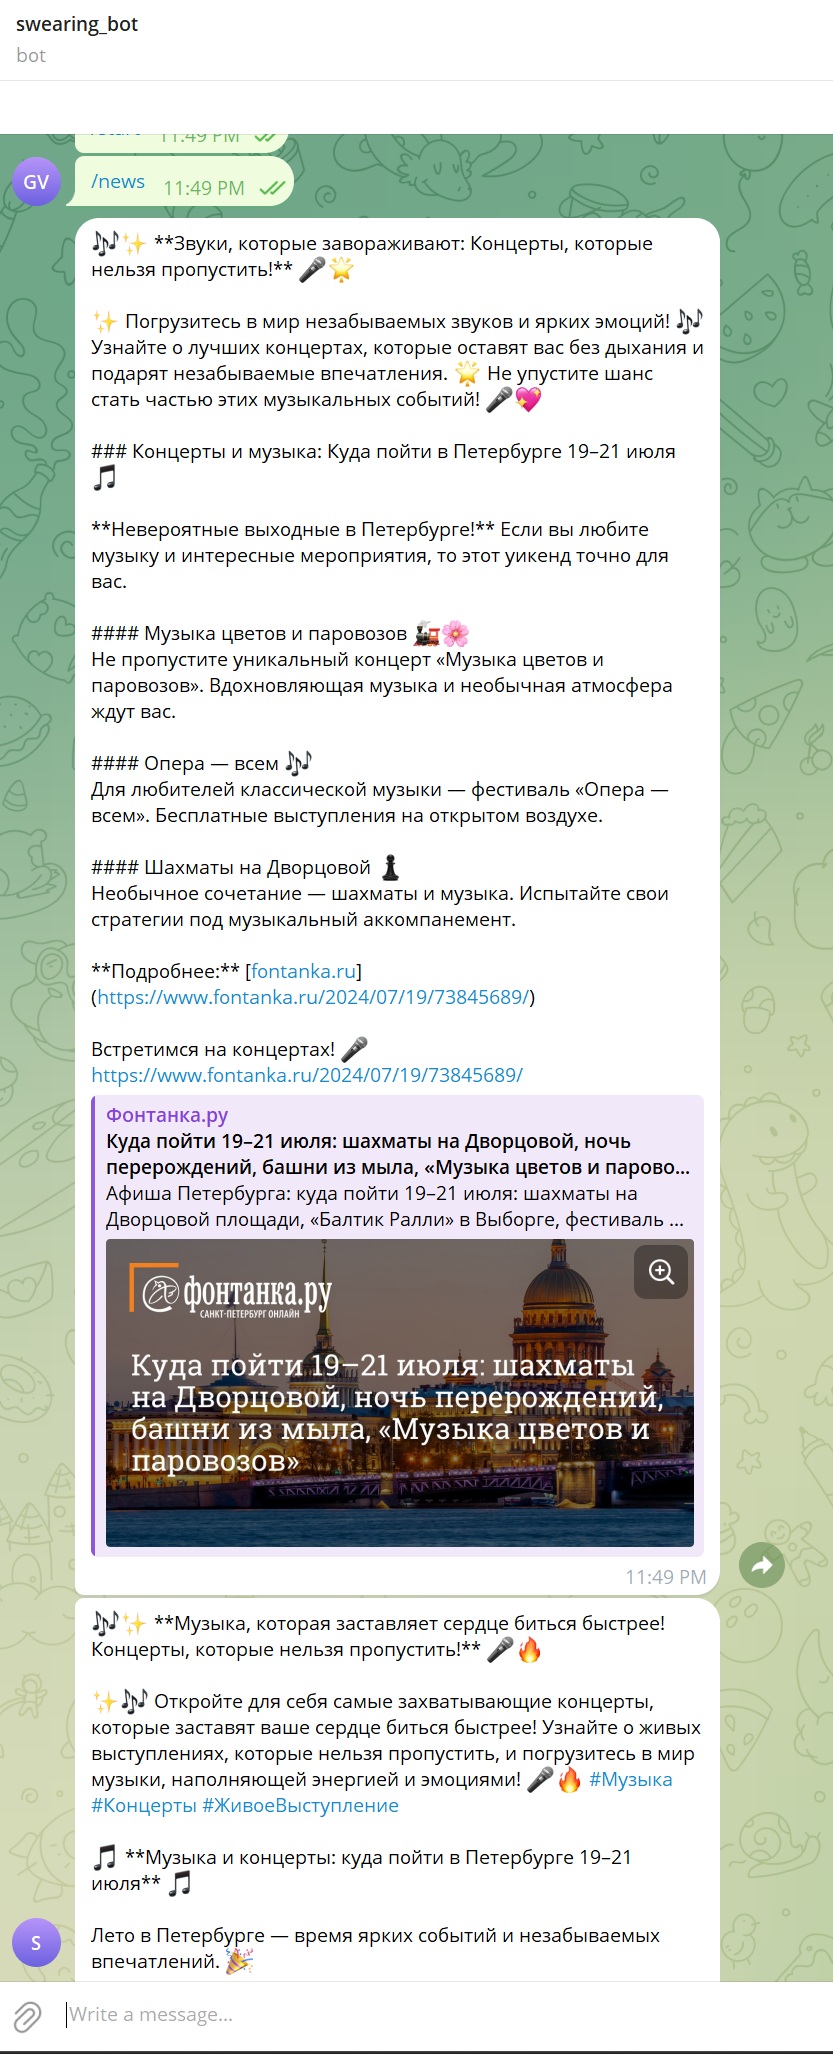 swearing_bot
bot
/start 11:49 PM
GV
/news 11:49 PM
🎶✨ **Звуки, которые завораживают: Концерты, которые
нельзя пропустить!** 🎤🌟
✨ Погрузитесь в мир незабываемых звуков и ярких эмоций! 🎶
Узнайте о лучших концертах, которые оставят вас без дыхания и
подарят незабываемые впечатления. 🌟 Не упустите шанс
стать частью этих музыкальных событий! 🎤💖
### Концерты и музыка: Куда пойти в Петербурге 19–21 июля
🎵
**Невероятные выходные в Петербурге!** Если вы любите
музыку и интересные мероприятия, то этот уикенд точно для
вас.
#### Музыка цветов и паровозов 🚂🌸
Не пропустите уникальный концерт «Музыка цветов и
паровозов». Вдохновляющая музыка и необычная атмосфера
ждут вас.
#### Опера — всем 🎶
Для любителей классической музыки — фестиваль «Опера —
всем». Бесплатные выступления на открытом воздухе.
#### Шахматы на Дворцовой ♟
Необычное сочетание — шахматы и музыка. Испытайте свои
стратегии под музыкальный аккомпанемент.
**Подробнее:** [fontanka.ru]
(https://www.fontanka.ru/2024/07/19/73845689/)
Встретимся на концертах! 🎤
https://www.fontanka.ru/2024/07/19/73845689/
Фонтанка.ру
Куда пойти 19–21 июля: шахматы на Дворцовой, ночь
перерождений, башни из мыла, «Музыка цветов и парово...
Афиша Петербурга: куда пойти 19–21 июля: шахматы на
Дворцовой площади, «Балтик Ралли» в Выборге, фестиваль ...
фонтанка.ру
САНКТ-ПЕТЕРБУРГ ОНЛАЙН
Куда пойти 19–21 июля: шахматы
на Дворцовой, ночь перерождений,
башни из мыла, «Музыка цветов и
паровозов»
11:49 PM
🎶✨ **Музыка, которая заставляет сердце биться быстрее!
Концерты, которые нельзя пропустить!** 🎤🔥
✨🎶 Откройте для себя самые захватывающие концерты,
которые заставят ваше сердце биться быстрее! Узнайте о живых
выступлениях, которые нельзя пропустить, и погрузитесь в мир
музыки, наполняющей энергией и эмоциями! 🎤🔥 #Музыка
#Концерты #ЖивоеВыступление
🎵 **Музыка и концерты: куда пойти в Петербурге 19–21
июля** 🎵
Лето в Петербурге — время ярких событий и незабываемых
впечатлений. 🎉
S
Write a message...